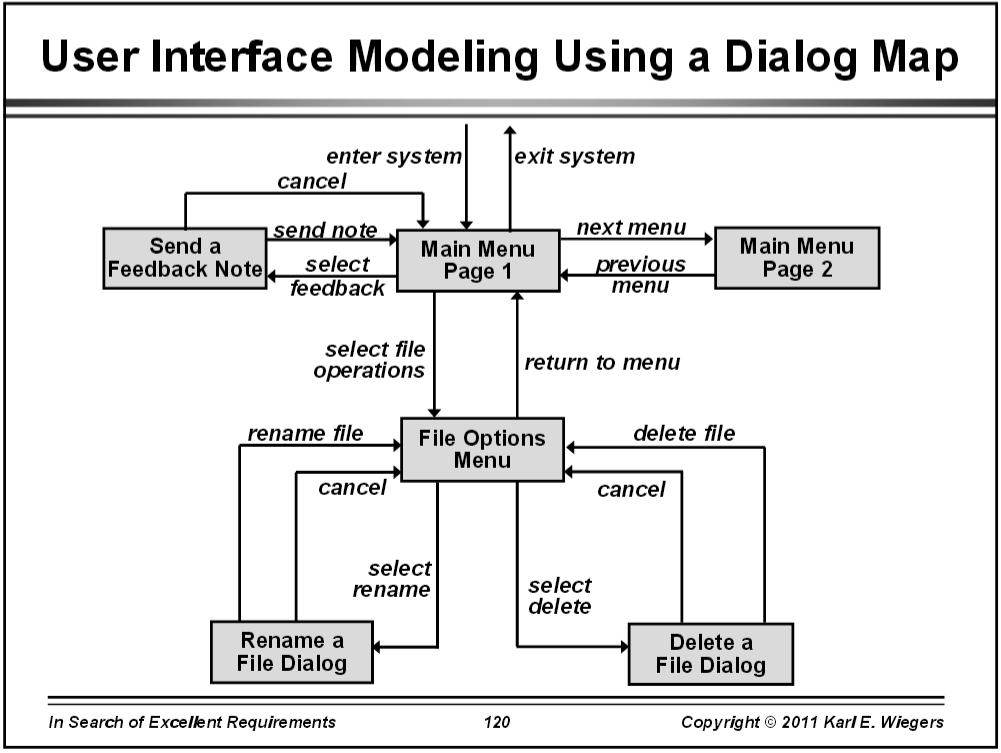 User Interface Modeling Using a Dialog Map
enter system
exit system
cancel
send note
next menu
Send a
Feedback Note
Main Menu
Page 1
Main Menu
Page 2
select
feedback
previous
menu
select file
operations
return to menu
rename file
File Options
Menu
delete file
cancel
cancel
select
rename
select
delete
Rename a
File Dialog
Delete a
File Dialog
In Search of Excellent Requirements
120
Copyright © 2011 Karl E. Wiegers